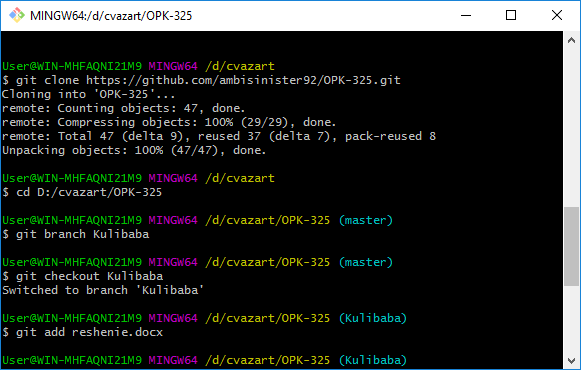 MINGW64:/d/cvazart/OPK-325
User@WIN-MHFAQNI21M9 MINGW64 /d/cvazart
$ git clone https://github.com/ambisinister92/OPK-325.git
Cloning into 'OPK-325'...
remote: Counting objects: 47, done.
remote: Compressing objects: 100% (29/29), done.
remote: Total 47 (delta 9), reused 37 (delta 7), pack-reused 8
Unpacking objects: 100% (47/47), done.
User@WIN-MHFAQNI21M9 MINGW64 /d/cvazart
$ cd D:/cvazart/OPK-325
User@WIN-MHFAQNI21M9 MINGW64 /d/cvazart/OPK-325 (master)
$ git branch Kulibaba
User@WIN-MHFAQNI21M9 MINGW64 /d/cvazart/OPK-325 (master)
$ git checkout Kulibaba
Switched to branch 'Kulibaba'
User@WIN-MHFAQNI21M9 MINGW64 /d/cvazart/OPK-325 (Kulibaba)
$ git add reshenie.docx
User@WIN-MHFAQNI21M9 MINGW64 /d/cvazart/OPK-325 (Kulibaba)